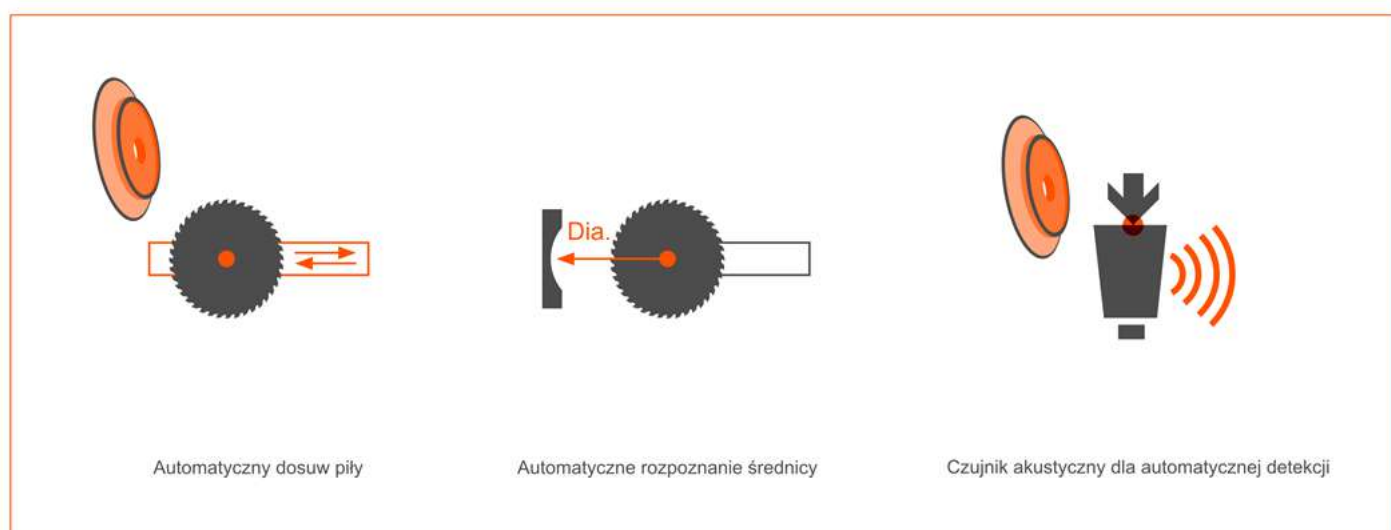 Dia.
Automatyczny dosuw piły
Automatyczne rozpoznanie średnicy
Czujnik akustyczny dla automatycznej detekcji